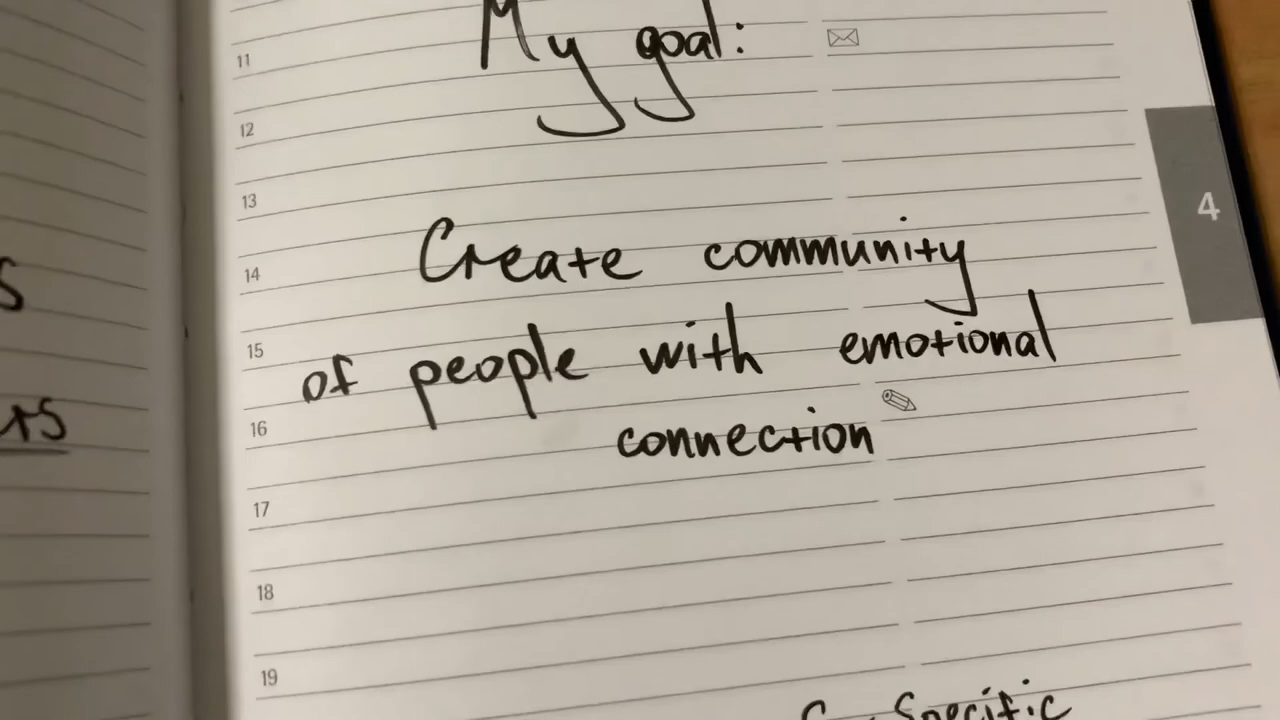 My goal:
11
12
13
4
Create community
14
of people with emotional
15
connection
16
17
18
19
Specific